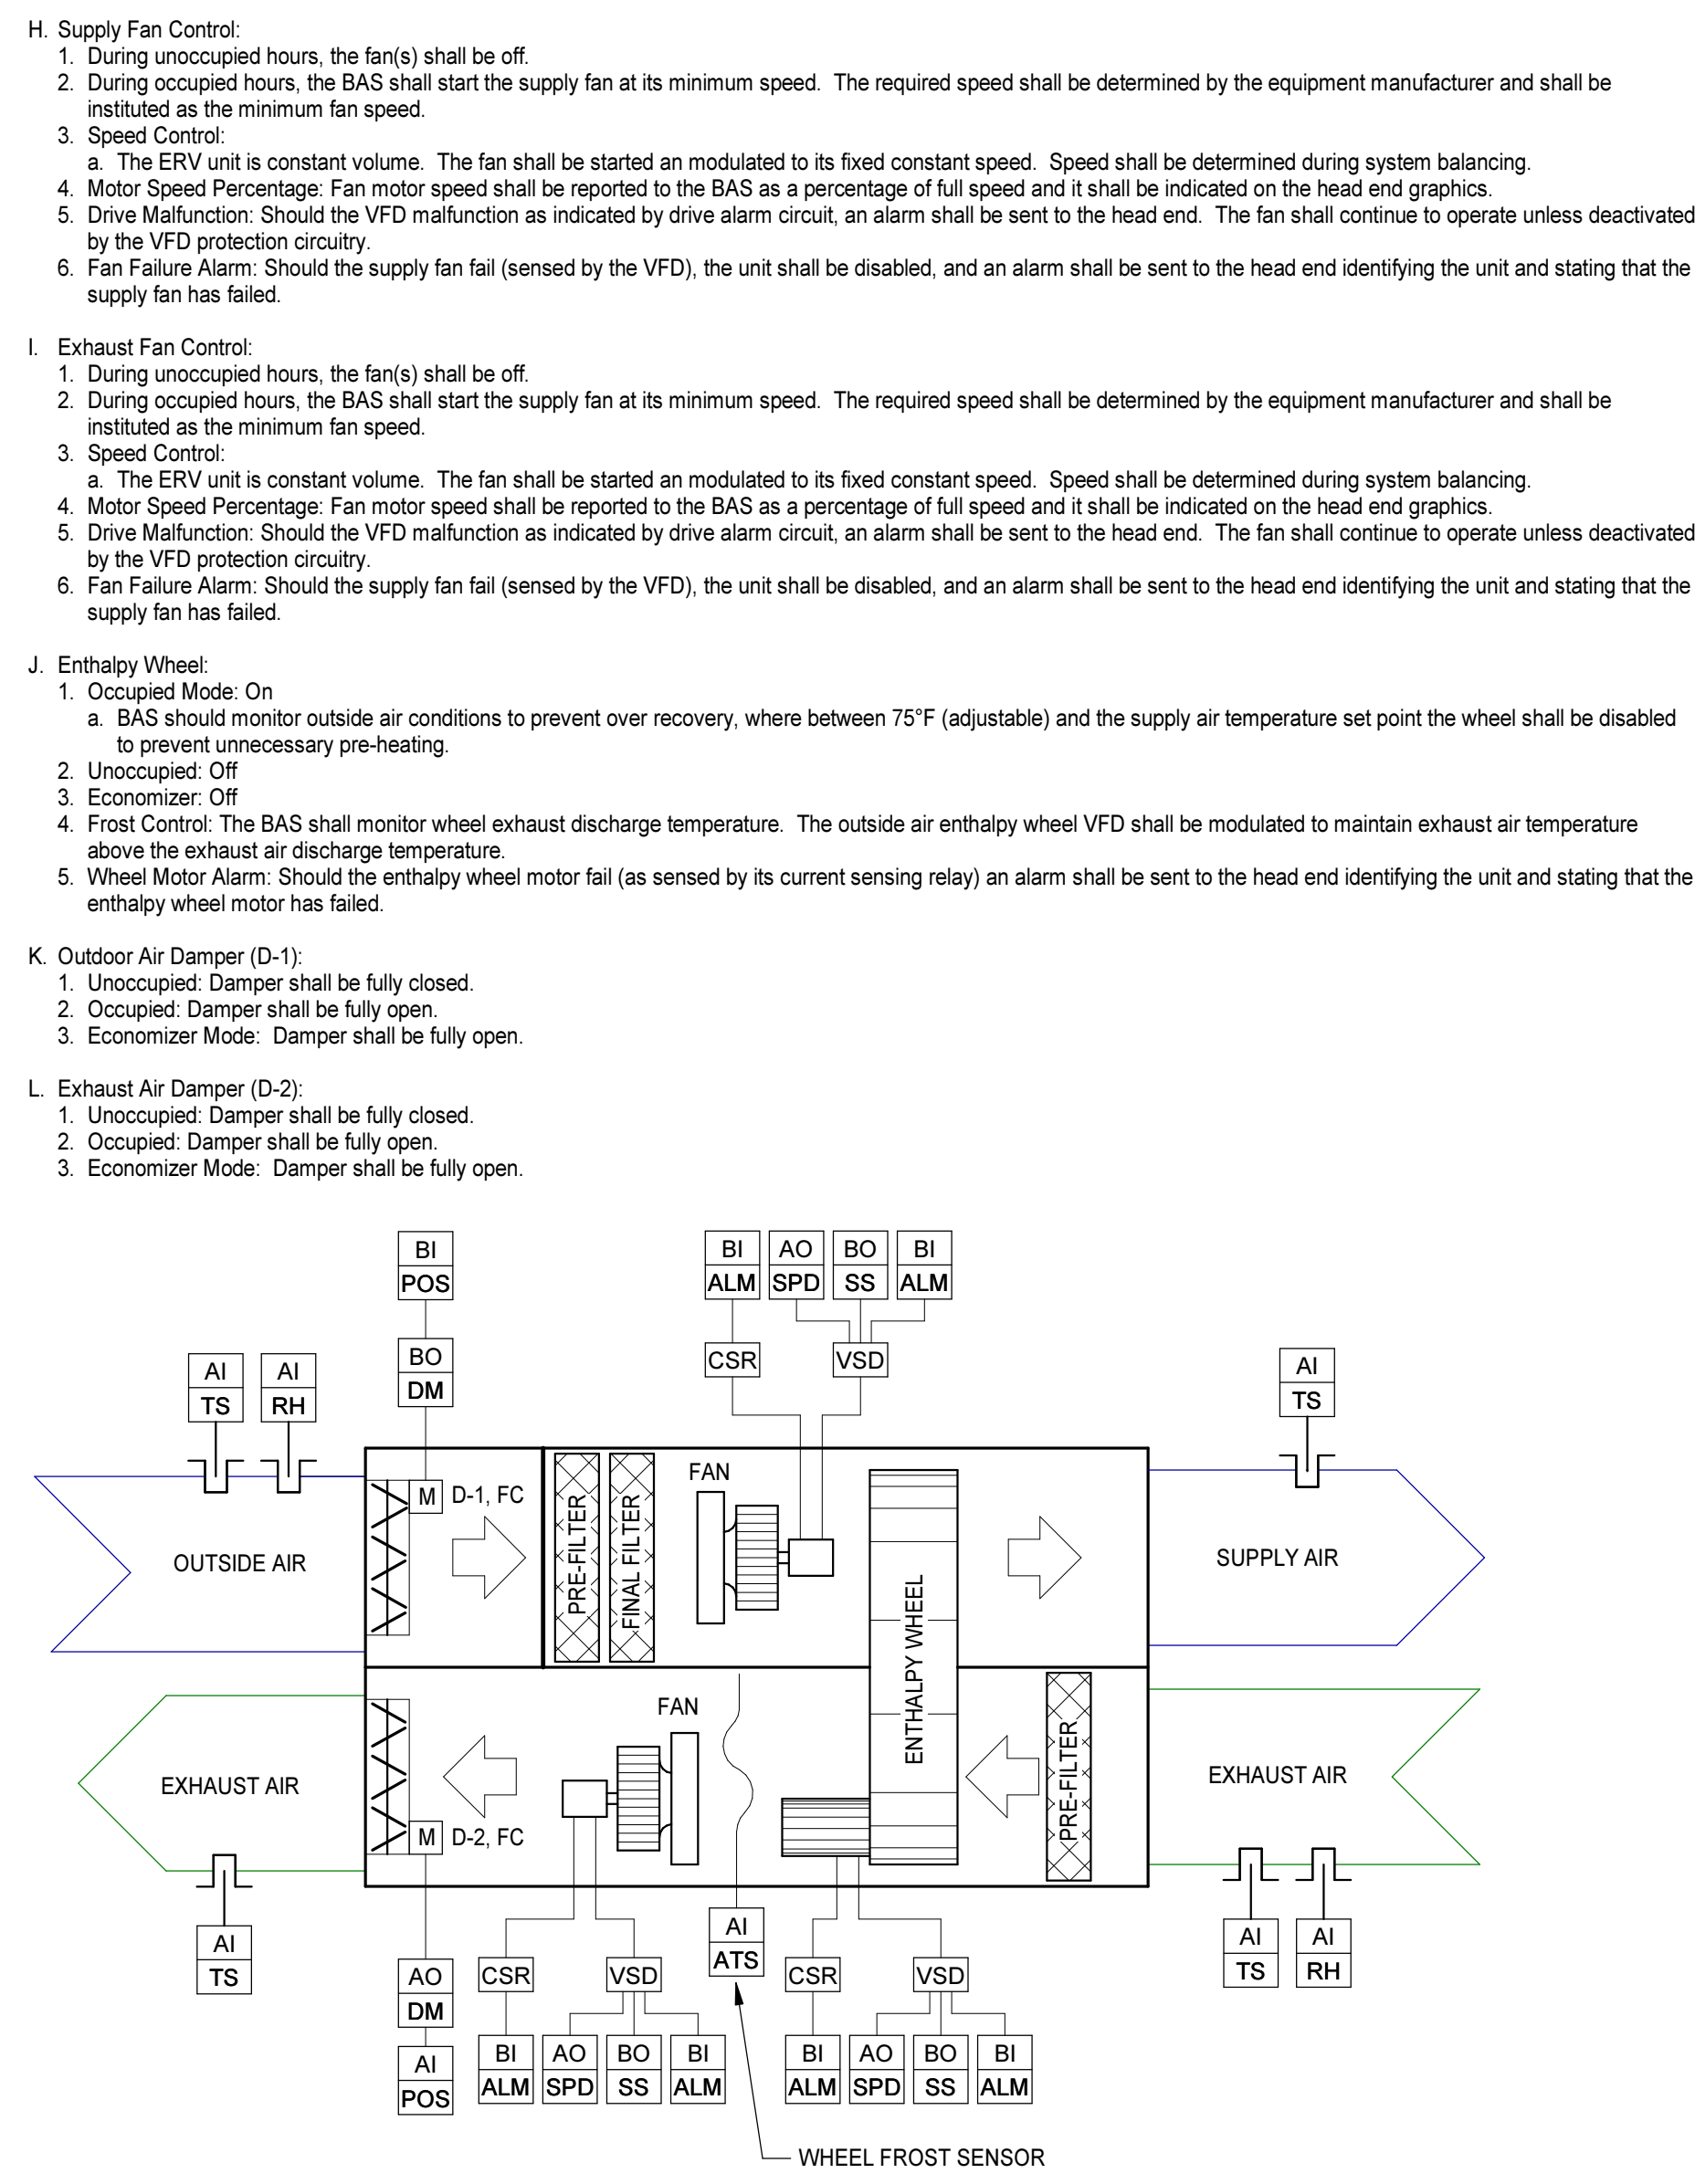 H. Supply Fan Control:
1. During unoccupied hours, the fan(s) shall be off.
2. During occupied hours, the BAS shall start the supply fan at its minimum speed.  The required speed shall be determined by the equipment manufacturer and shall be
instituted as the minimum fan speed.
3. Speed Control:
a. The ERV unit is constant volume.  The fan shall be started an modulated to its fixed constant speed.  Speed shall be determined during system balancing.
4. Motor Speed Percentage: Fan motor speed shall be reported to the BAS as a percentage of full speed and it shall be indicated on the head end graphics.
5. Drive Malfunction: Should the VFD malfunction as indicated by drive alarm circuit, an alarm shall be sent to the head end.  The fan shall continue to operate unless deactivated
by the VFD protection circuitry.
6. Fan Failure Alarm: Should the supply fan fail (sensed by the VFD), the unit shall be disabled, and an alarm shall be sent to the head end identifying the unit and stating that the
supply fan has failed.
I. Exhaust Fan Control:
1. During unoccupied hours, the fan(s) shall be off.
2. During occupied hours, the BAS shall start the supply fan at its minimum speed.  The required speed shall be determined by the equipment manufacturer and shall be
instituted as the minimum fan speed.
3. Speed Control:
a. The ERV unit is constant volume.  The fan shall be started an modulated to its fixed constant speed.  Speed shall be determined during system balancing.
4. Motor Speed Percentage: Fan motor speed shall be reported to the BAS as a percentage of full speed and it shall be indicated on the head end graphics.
5. Drive Malfunction: Should the VFD malfunction as indicated by drive alarm circuit, an alarm shall be sent to the head end.  The fan shall continue to operate unless deactivated
by the VFD protection circuitry.
6. Fan Failure Alarm: Should the supply fan fail (sensed by the VFD), the unit shall be disabled, and an alarm shall be sent to the head end identifying the unit and stating that the
supply fan has failed.
J. Enthalpy Wheel:
1. Occupied Mode: On
a. BAS should monitor outside air conditions to prevent over recovery, where between 75°F (adjustable) and the supply air temperature set point the wheel shall be disabled
to prevent unnecessary pre-heating.
2. Unoccupied: Off
3. Economizer: Off
4. Frost Control: The BAS shall monitor wheel exhaust discharge temperature.  The outside air enthalpy wheel VFD shall be modulated to maintain exhaust air temperature
above the exhaust air discharge temperature.
5. Wheel Motor Alarm: Should the enthalpy wheel motor fail (as sensed by its current sensing relay) an alarm shall be sent to the head end identifying the unit and stating that the
enthalpy wheel motor has failed.
K. Outdoor Air Damper (D-1):
1. Unoccupied: Damper shall be fully closed.
2. Occupied: Damper shall be fully open.
3. Economizer Mode:  Damper shall be fully open.
L. Exhaust Air Damper (D-2):
1. Unoccupied: Damper shall be fully closed.
2. Occupied: Damper shall be fully open.
3. Economizer Mode:  Damper shall be fully open.
BI BI AO BO BI
POS ALM SPD SS ALM
BO CSR VSD
DM
AI AI AI
TS RH TS
FAN
M D-1, FC
PRE-FILTER
FINAL FILTER
OUTSIDE AIR
SUPPLY AIR
ENTHALPY WHEEL
FAN
PRE-FILTER
EXHAUST AIR
EXHAUST AIR
M D-2, FC
AI AI AI AI
TS ATS TS RH
AO CSR VSD CSR VSD
DM
AI BI AO BO BI BI AO BO BI
POS ALM SPD SS ALM ALM SPD SS ALM
WHEEL FROST SENSOR